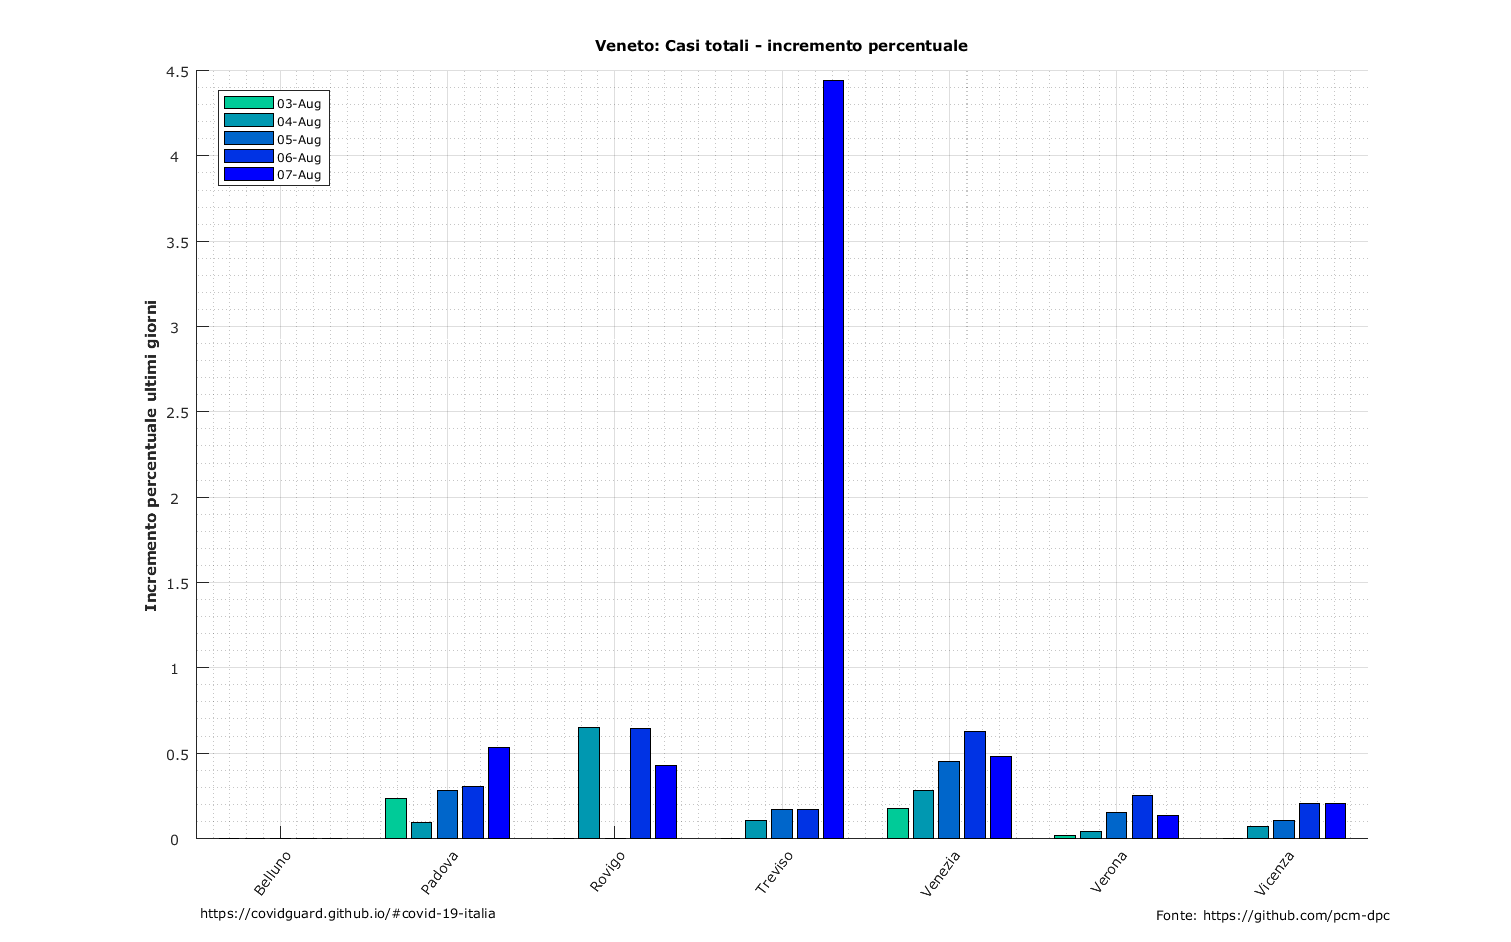 Veneto: Casi totali - incremento percentuale
4.5
4
3.5
3
2.5
2
1.5
1
0.5
0
Incremento percentuale ultimi giorni
03-Aug
04-Aug
05-Aug
06-Aug
07-Aug
Belluno
Padova
Rovigo
Treviso
Venezia
Verona
Vicenza
https://covidguard.github.io/#covid-19-italia
Fonte: https://github.com/pcm-dpc